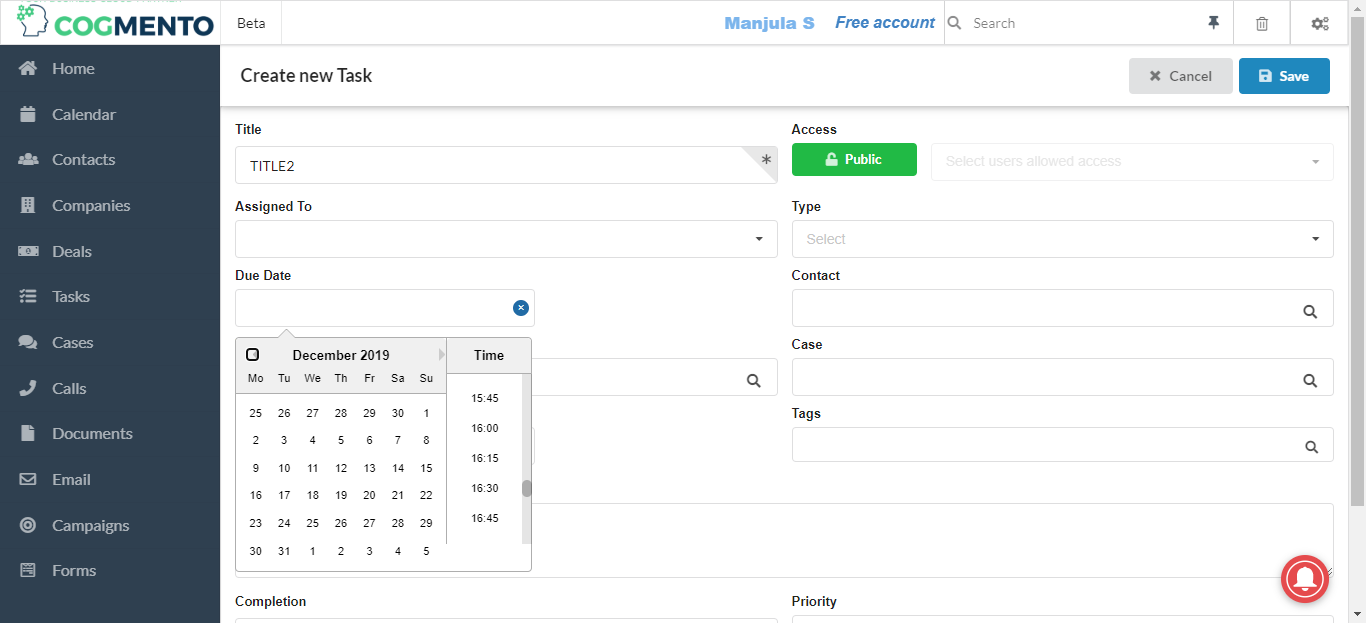 COGMENTO
Beta
Manjula S
Free account
Search
Home
Calendar
Contacts
Companies
Deals
Tasks
Cases
Calls
Documents
Email
Campaigns
Forms
Create new Task
Cancel
Save
Title
TITLE2
*
Access
Public
Select users allowed access
Assigned To
Type
Select
Due Date
Contact
December 2019
Mo Tu We Th Fr Sa Su
25 26 27 28 29 30 1
2 3 4 5 6 7 8
9 10 11 12 13 14 15
16 17 18 19 20 21 22
23 24 25 26 27 28 29
30 31 1 2 3 4 5
Time
15:45
16:00
16:15
16:30
16:45
Case
Tags
Completion
Priority